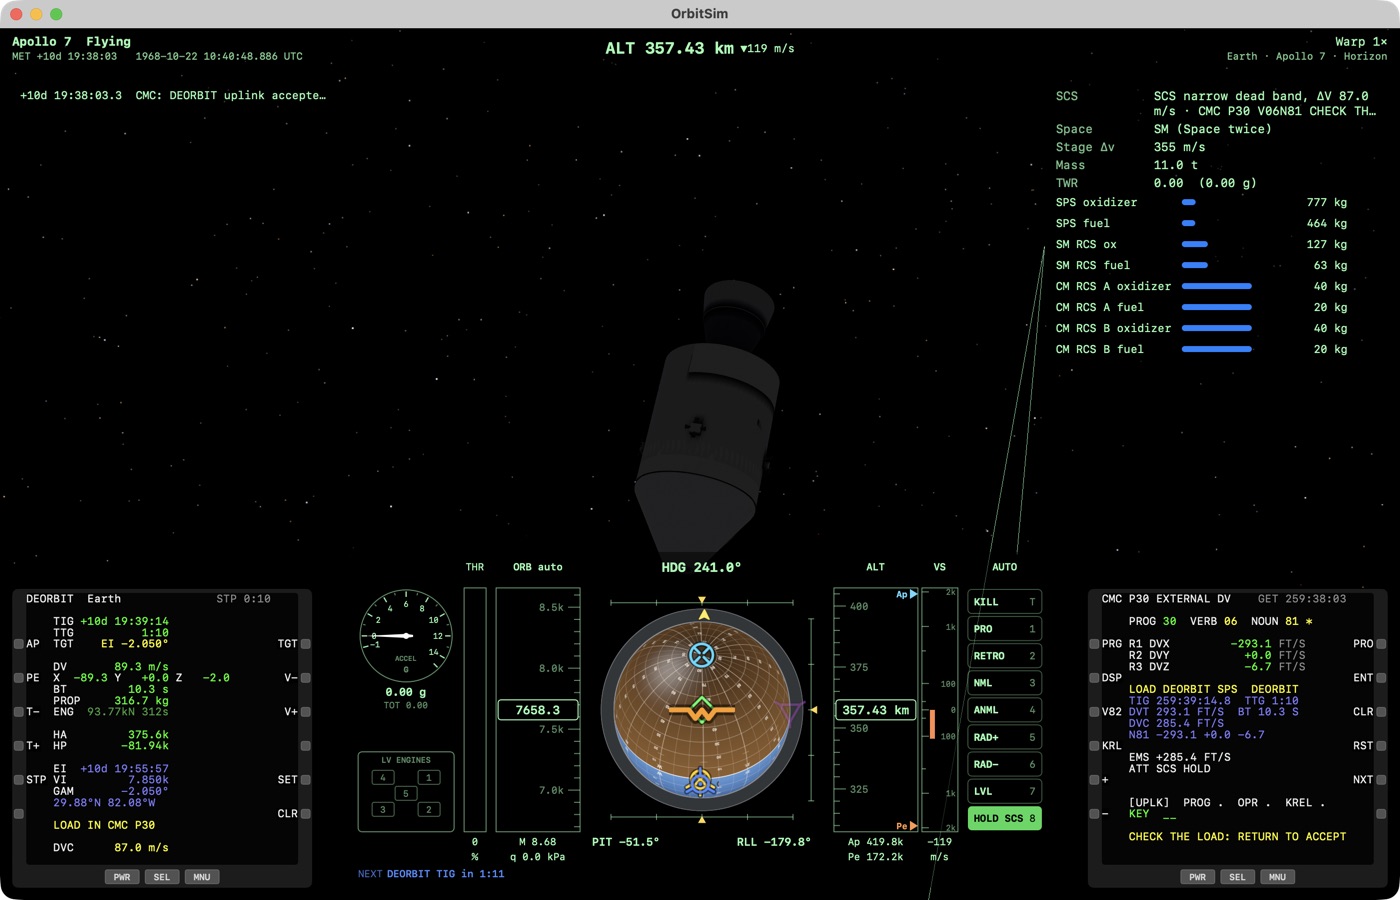 OrbitSim
Apollo 7 Flying
MET +10d 19:38:03 1968-10-22 10:40:48.886 UTC
ALT 357.43 km ▼119 m/s
Warp 1×
Earth · Apollo 7 · Horizon
+10d 19:38:03.3 CMC: DEORBIT uplink accepte…
SCS SCS narrow dead band, ΔV 87.0
m/s · CMC P30 V06N81 CHECK TH…
Space SM (Space twice)
Stage Δv 355 m/s
Mass 11.0 t
TWR 0.00 (0.00 g)
SPS oxidizer 777 kg
SPS fuel 464 kg
SM RCS ox 127 kg
SM RCS fuel 63 kg
CM RCS A oxidizer 40 kg
CM RCS A fuel 20 kg
CM RCS B oxidizer 40 kg
CM RCS B fuel 20 kg
DEORBIT Earth STP 0:10
TIG +10d 19:39:14
TTG 1:10
AP TGT EI -2.050° TGT
DV 89.3 m/s
PE X -89.3 Y +0.0 Z -2.0 V-
BT 10.3 s
PROP 316.7 kg
T- ENG 93.77kN 312s V+
HA 375.6k
T+ HP -81.94k
EI +10d 19:55:57
STP VI 7.850k SET
GAM -2.050°
29.88°N 82.08°W
CLR
LOAD IN CMC P30
DVC 87.0 m/s
PWR SEL MNU
THR ORB auto HDG 241.0° ALT VS AUTO
-1 0 2 4 6 8 10 12 14
ACCEL
G
0.00 g
TOT 0.00
LV ENGINES
4 1
5
3 2
8.5k
8.0k
7658.3
7.5k
7.0k
0 M 8.68
% q 0.0 kPa
PIT -51.5° RLL -179.8°
Ap
400
375
357.43 km
350
325
Pe
2k
1k
100
0
100
1k
2k
Ap 419.8k -119
Pe 172.2k m/s
NEXT DEORBIT TIG in 1:11
KILL T
PRO 1
RETRO 2
NML 3
ANML 4
RAD+ 5
RAD- 6
LVL 7
HOLD SCS 8
CMC P30 EXTERNAL DV GET 259:38:03
PROG 30 VERB 06 NOUN 81 *
PRG R1 DVX -293.1 FT/S PRO
R2 DVY +0.0 FT/S
DSP R3 DVZ -6.7 FT/S ENT
LOAD DEORBIT SPS DEORBIT
TIG 259:39:14.8 TTG 1:10
V82 DVT 293.1 FT/S BT 10.3 S CLR
DVC 285.4 FT/S
N81 -293.1 +0.0 -6.7
KRL RST
EMS +285.4 FT/S
ATT SCS HOLD
+ NXT
[UPLK] PROG . OPR . KREL .
- KEY __
CHECK THE LOAD: RETURN TO ACCEPT
PWR SEL MNU